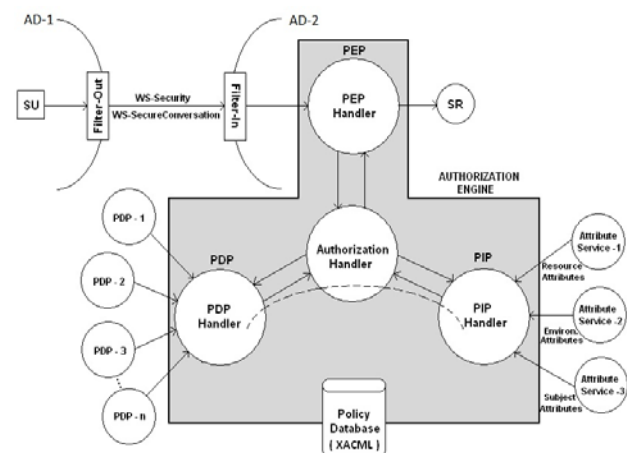 AD-1
AD-2
PEP
SU
Filter-Out
WS-Security
WS-SecureConversation
Filter-In
PEP
Handler
SR
AUTHORIZATION
ENGINE
PDP - 1
PDP - 2
PDP - 3
PDP - n
PDP
PDP
Handler
Authorization
Handler
PIP
PIP
Handler
Attribute
Service -1
Resource
Attributes
Attribute
Service -2
Environ.
Attributes
Attribute
Service -3
Subject
Attributes
Policy
Database
( XACML )